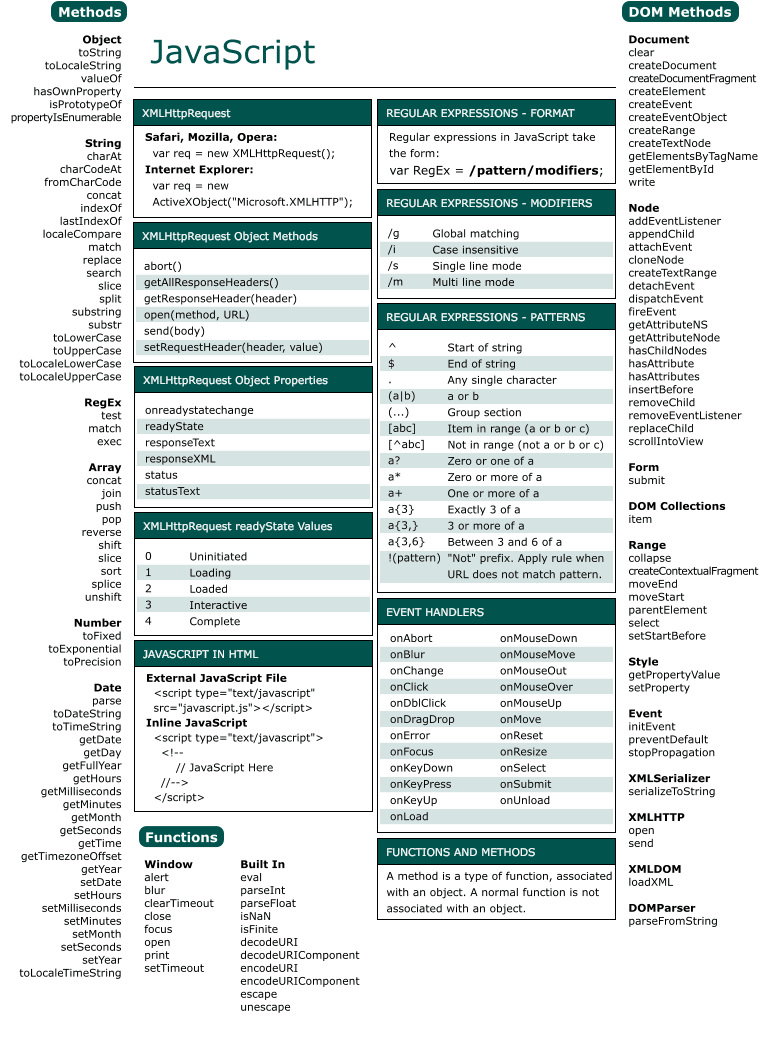 Methods
Object
toString
toLocaleString
valueOf
hasOwnProperty
isPrototypeOf
propertyIsEnumerable
String
charAt
charCodeAt
fromCharCode
concat
indexOf
lastIndexOf
localeCompare
match
replace
search
slice
split
substring
substr
toLowerCase
toUpperCase
toLocaleLowerCase
toLocaleUpperCase
RegEx
test
match
exec
Array
concat
join
push
pop
reverse
shift
slice
sort
splice
unshift
Number
toFixed
toExponential
toPrecision
Date
parse
toDateString
toTimeString
getDate
getDay
getFullYear
getHours
getMilliseconds
getMinutes
getMonth
getSeconds
getTime
getTimezoneOffset
getYear
setDate
setHours
setMilliseconds
setMinutes
setMonth
setSeconds
setYear
toLocaleTimeString
JavaScript
XMLHttpRequest
Safari, Mozilla, Opera:
var req = new XMLHttpRequest();
Internet Explorer:
var req = new
ActiveXObject("Microsoft.XMLHTTP");
XMLHttpRequest Object Methods
abort()
getAllResponseHeaders()
getResponseHeader(header)
open(method, URL)
send(body)
setRequestHeader(header, value)
XMLHttpRequest Object Properties
onreadystatechange
readyState
responseText
responseXML
status
statusText
XMLHttpRequest readyState Values
0 Uninitiated
1 Loading
2 Loaded
3 Interactive
4 Complete
JAVASCRIPT IN HTML
External JavaScript File
<script type="text/javascript"
src="javascript.js"></script>
Inline JavaScript
<script type="text/javascript">
<!--
// JavaScript Here
//-->
</script>
Functions
Window
alert
blur
clearTimeout
close
focus
open
print
setTimeout
Built In
eval
parseInt
parseFloat
isNaN
isFinite
decodeURI
decodeURIComponent
encodeURI
encodeURIComponent
escape
unescape
REGULAR EXPRESSIONS - FORMAT
Regular expressions in JavaScript take
the form:
var RegEx = /pattern/modifiers;
REGULAR EXPRESSIONS - MODIFIERS
/g Global matching
/i Case insensitive
/s Single line mode
/m Multi line mode
REGULAR EXPRESSIONS - PATTERNS
^ Start of string
$ End of string
. Any single character
(a|b) a or b
(...) Group section
[abc] Item in range (a or b or c)
[^abc] Not in range (not a or b or c)
a? Zero or one of a
a* Zero or more of a
a+ One or more of a
a{3} Exactly 3 of a
a{3,} 3 or more of a
a{3,6} Between 3 and 6 of a
!(pattern) "Not" prefix. Apply rule when
URL does not match pattern.
EVENT HANDLERS
onAbort onMouseDown
onBlur onMouseMove
onChange onMouseOut
onClick onMouseOver
onDblClick onMouseUp
onDragDrop onMove
onError onReset
onFocus onResize
onKeyDown onSelect
onKeyPress onSubmit
onKeyUp onUnload
onLoad
FUNCTIONS AND METHODS
A method is a type of function, associated
with an object. A normal function is not
associated with an object.
DOM Methods
Document
clear
createDocument
createDocumentFragment
createElement
createEvent
createEventObject
createRange
createTextNode
getElementsByTagName
getElementById
write
Node
addEventListener
appendChild
attachEvent
cloneNode
createTextRange
detachEvent
dispatchEvent
fireEvent
getAttributeNS
getAttributeNode
hasChildNodes
hasAttribute
hasAttributes
insertBefore
removeChild
removeEventListener
replaceChild
scrollIntoView
Form
submit
DOM Collections
item
Range
collapse
createContextualFragment
moveEnd
moveStart
parentElement
select
setStartBefore
Style
getPropertyValue
setProperty
Event
initEvent
preventDefault
stopPropagation
XMLSerializer
serializeToString
XMLHTTP
open
send
XMLDOM
loadXML
DOMParser
parseFromString